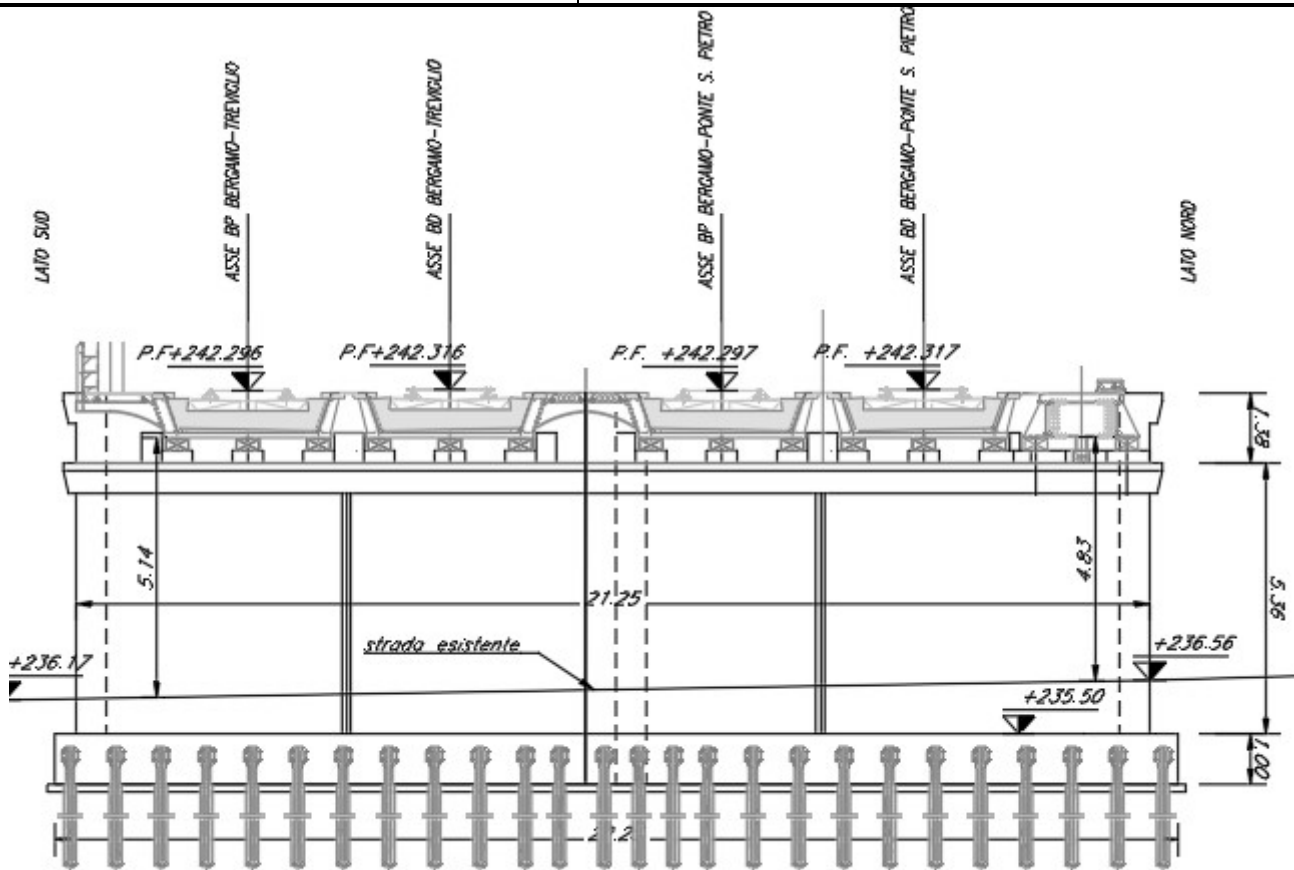 LATO SUD
ASSE BP BERGAMO-TREVIGLIO
ASSE BD BERGAMO-TREVIGLIO
ASSE BP BERGAMO-PONTE S. PIETRO
ASSE BD BERGAMO-PONTE S. PIETRO
LATO NORD
P.F+242.296
P.F+242.316
P.F. +242.297
P.F. +242.317
1.38
5.14
4.83
21.25
5.36
strada esistente
+236.17
+236.56
+235.50
1.00